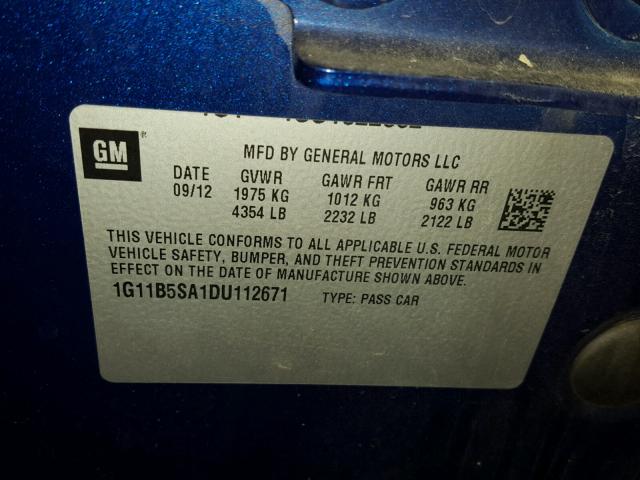 GM
MFD BY GENERAL MOTORS LLC
DATE GVWR GAWR FRT GAWR RR
09/12 1975 KG 1012 KG 963 KG
4354 LB 2232 LB 2122 LB
THIS VEHICLE CONFORMS TO ALL APPLICABLE U.S. FEDERAL MOTOR
VEHICLE SAFETY, BUMPER, AND THEFT PREVENTION STANDARDS IN
EFFECT ON THE DATE OF MANUFACTURE SHOWN ABOVE.
1G11B5SA1DU112671 TYPE: PASS CAR